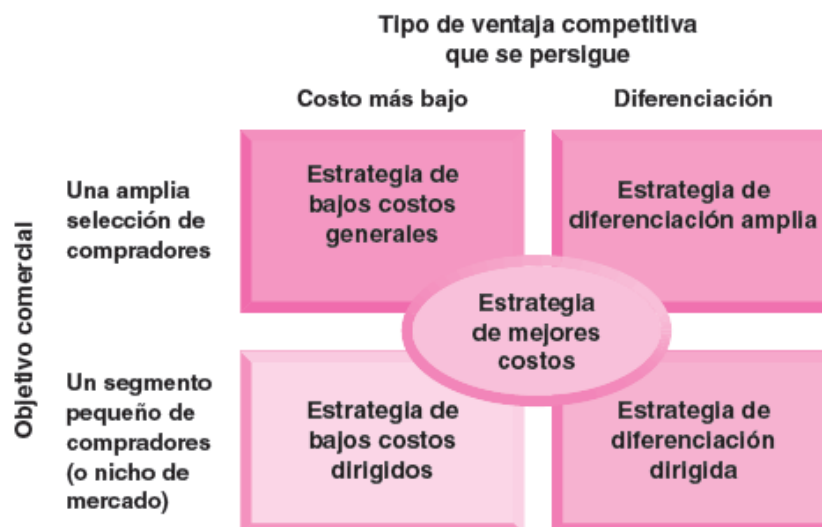 Tipo de ventaja competitiva
que se persigue
Costo más bajo
Diferenciación
Objetivo comercial
Una amplia
selección de
compradores
Estrategia de
bajos costos
generales
Estrategia de
diferenciación amplia
Estrategia
de mejores
costos
Un segmento
pequeño de
compradores
(o nicho de
mercado)
Estrategia de
bajos costos
dirigidos
Estrategia de
diferenciación
dirigida